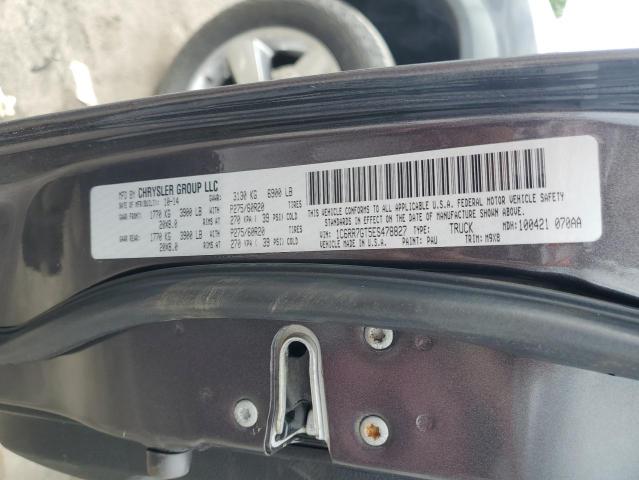 MFD BY CHRYSLER GROUP LLC
DATE OF MFR: 10-14 GVWR: 3130 KG 6900 LB
GAWR FRONT: 1770 KG 3900 LB WITH P275/60R20 TIRES
20X8.0 RIMS AT 270 KPA ( 39 PSI) COLD
GAWR REAR: 1770 KG 3900 LB WITH P275/60R20 TIRES
20X8.0 RIMS AT 270 KPA ( 39 PSI) COLD
THIS VEHICLE CONFORMS TO ALL APPLICABLE FEDERAL MOTOR VEHICLE SAFETY
STANDARDS IN EFFECT ON THE DATE OF MANUFACTURE SHOWN ABOVE. U.S.A.
VIN: 1C6RR7GT5ES478827 TYPE: TRUCK MDH: 100421 070AA
PAINT: PAU TRIM: M9X8